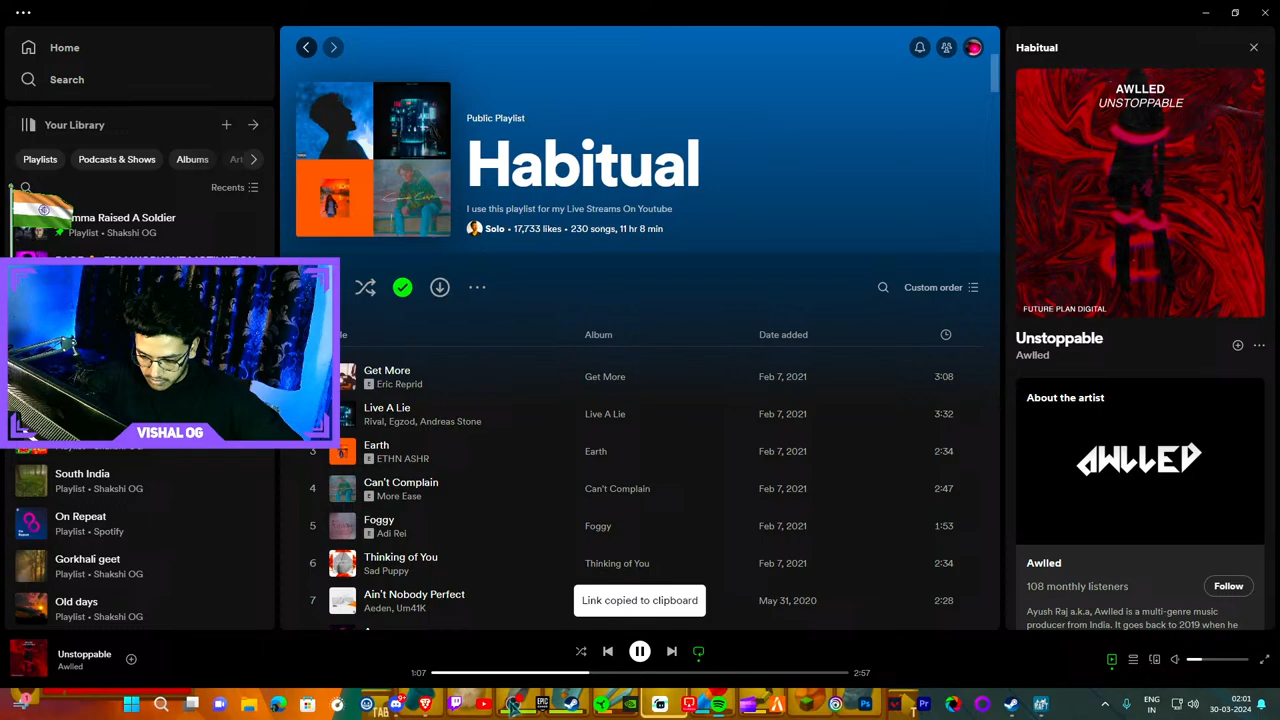 Home
Search
Your Library
Playlists
Podcasts & Shows
Albums
Art
Recents
mma Raised A Soldier
Playlist • Shakshi OG
VISHAL OG
South India
Playlist • Shakshi OG
On Repeat
Playlist • Spotify
Gorkhali geet
Playlist • Shakshi OG
Old days
Playlist • Shakshi OG
Public Playlist
Habitual
I use this playlist for my Live Streams On Youtube
Solo • 17,733 likes • 230 songs, 11 hr 8 min
Custom order
le Album Date added
Get More Get More Feb 7, 2021 3:08
E Eric Reprid
Live A Lie Live A Lie Feb 7, 2021 3:32
Rival, Egzod, Andreas Stone
3 Earth Earth Feb 7, 2021 2:34
E ETHN ASHR
4 Can't Complain Can't Complain Feb 7, 2021 2:47
E More Ease
5 Foggy Foggy Feb 7, 2021 1:53
E Adi Rei
6 Thinking of You Thinking of You Feb 7, 2021 2:34
Sad Puppy
7 Ain't Nobody Perfect May 31, 2020 2:28
Aeden, Um41K
Link copied to clipboard
Habitual
AWLLED
UNSTOPPABLE
FUTURE PLAN DIGITAL
Unstoppable
Awlled
About the artist
AWLLED
Awlled
108 monthly listeners
Follow
Ayush Raj a.k.a, Awlled is a multi-genre music
producer from India. It goes back to 2019 when he
Unstoppable
Awlled
1:07
2:57
TAB
EPIC
GAMES
Pr
ENG
IN
02:01
30-03-2024